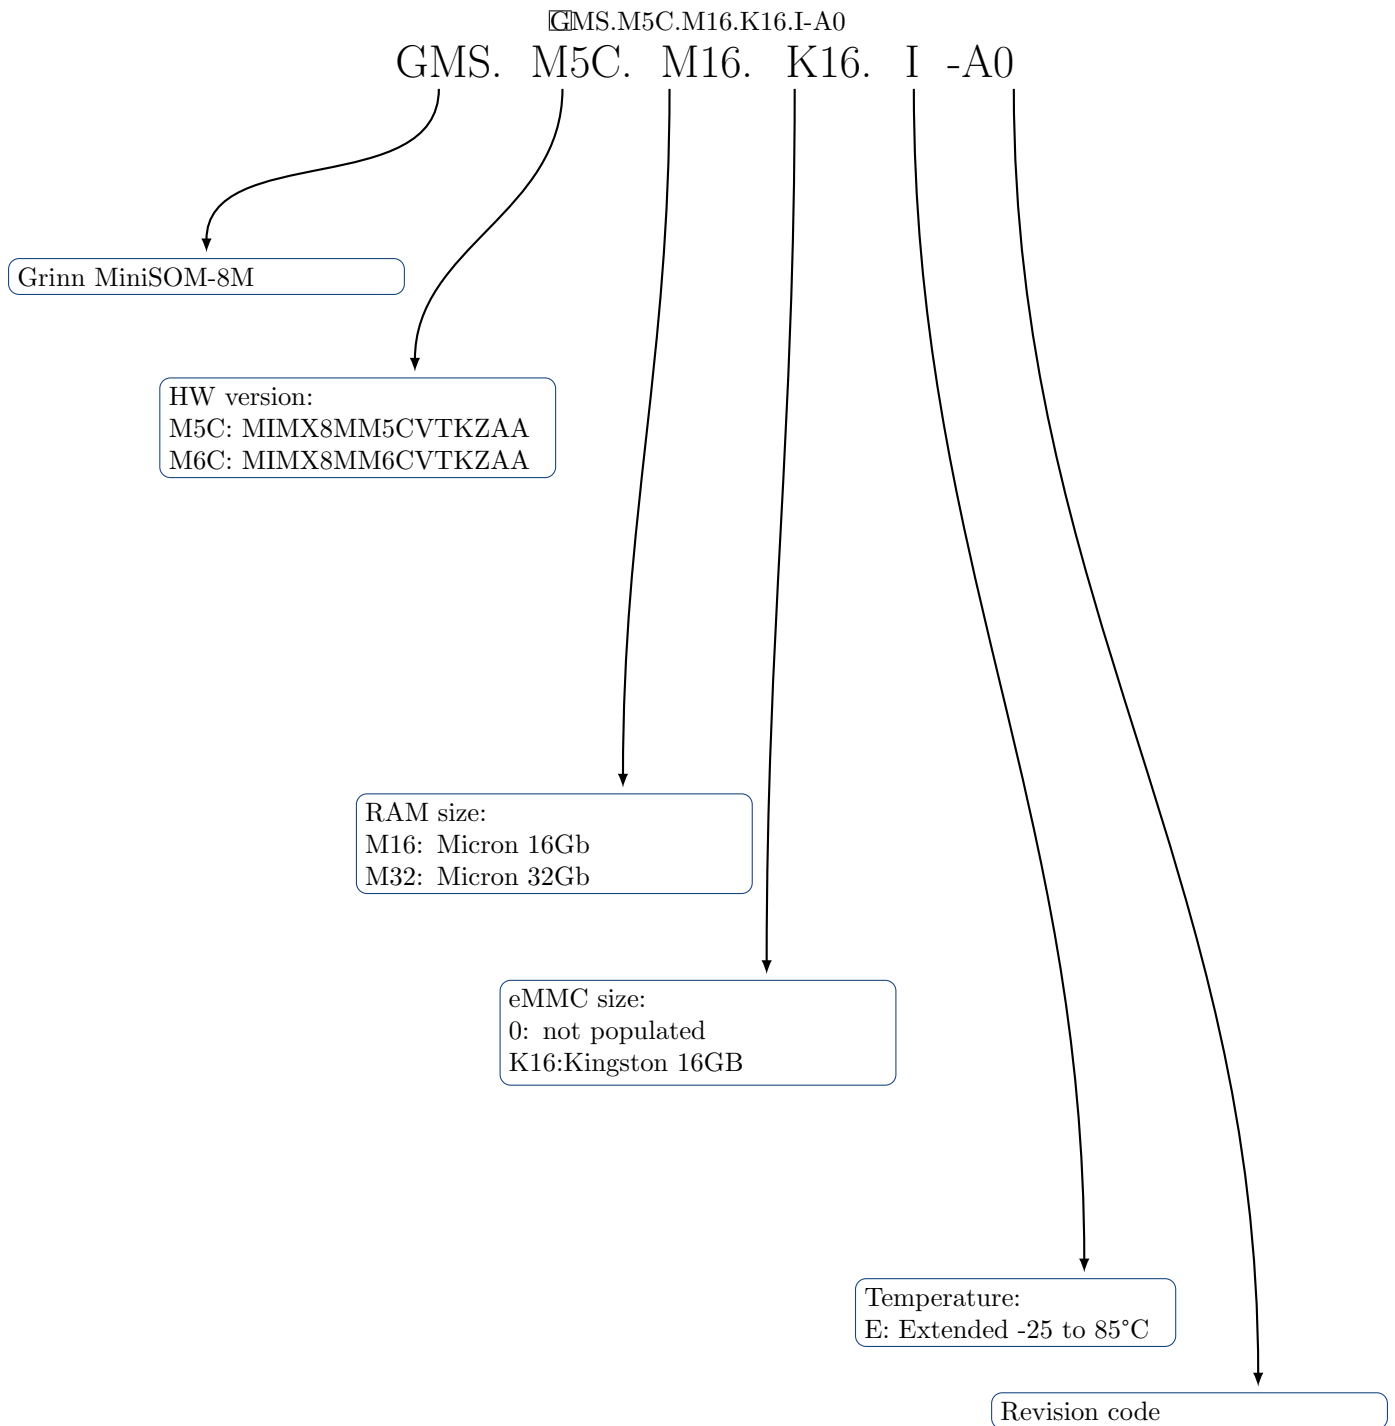 GMS.M5C.M16.K16.I-A0
GMS. M5C. M16. K16. I -A0
Grinn MiniSOM-8M
HW version:
M5C: MIMX8MM5CVTKZAA
M6C: MIMX8MM6CVTKZAA
RAM size:
M16: Micron 16Gb
M32: Micron 32Gb
eMMC size:
0: not populated
K16:Kingston 16GB
Temperature:
E: Extended -25 to 85°C
Revision code